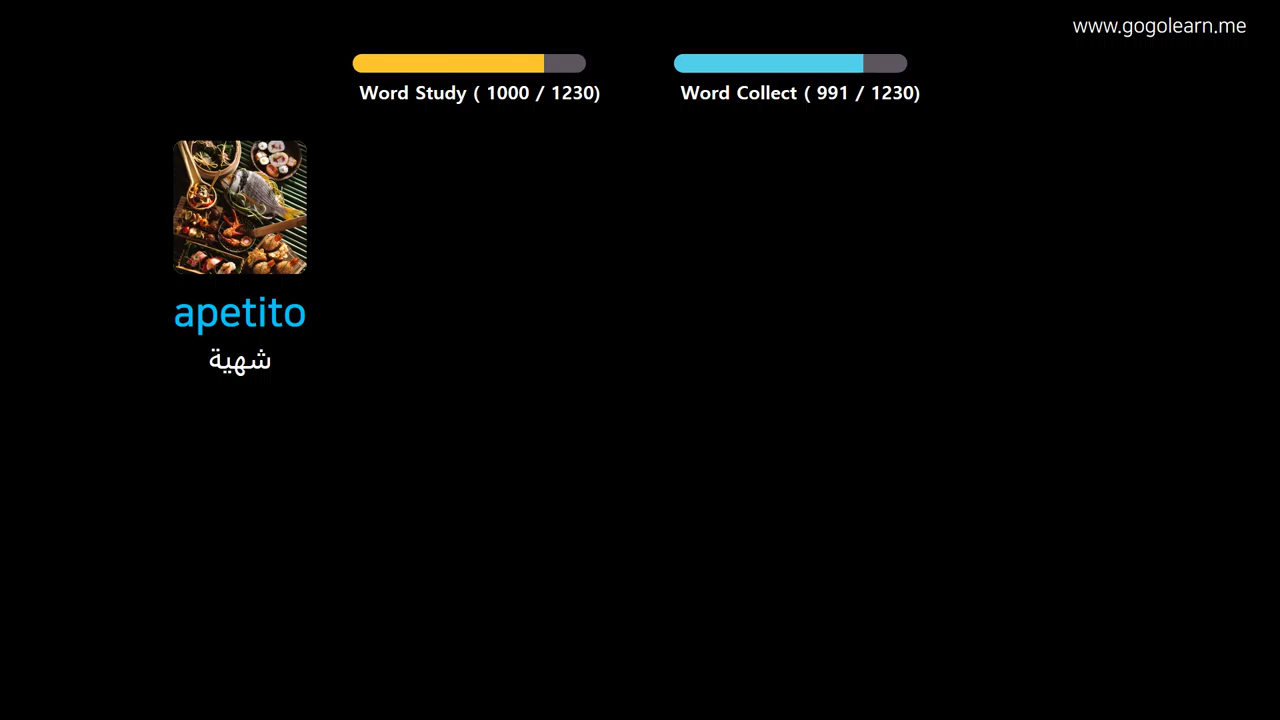 www.gogolearn.me
Word Study ( 1000 / 1230)
Word Collect ( 991 / 1230)
apetito
شهية